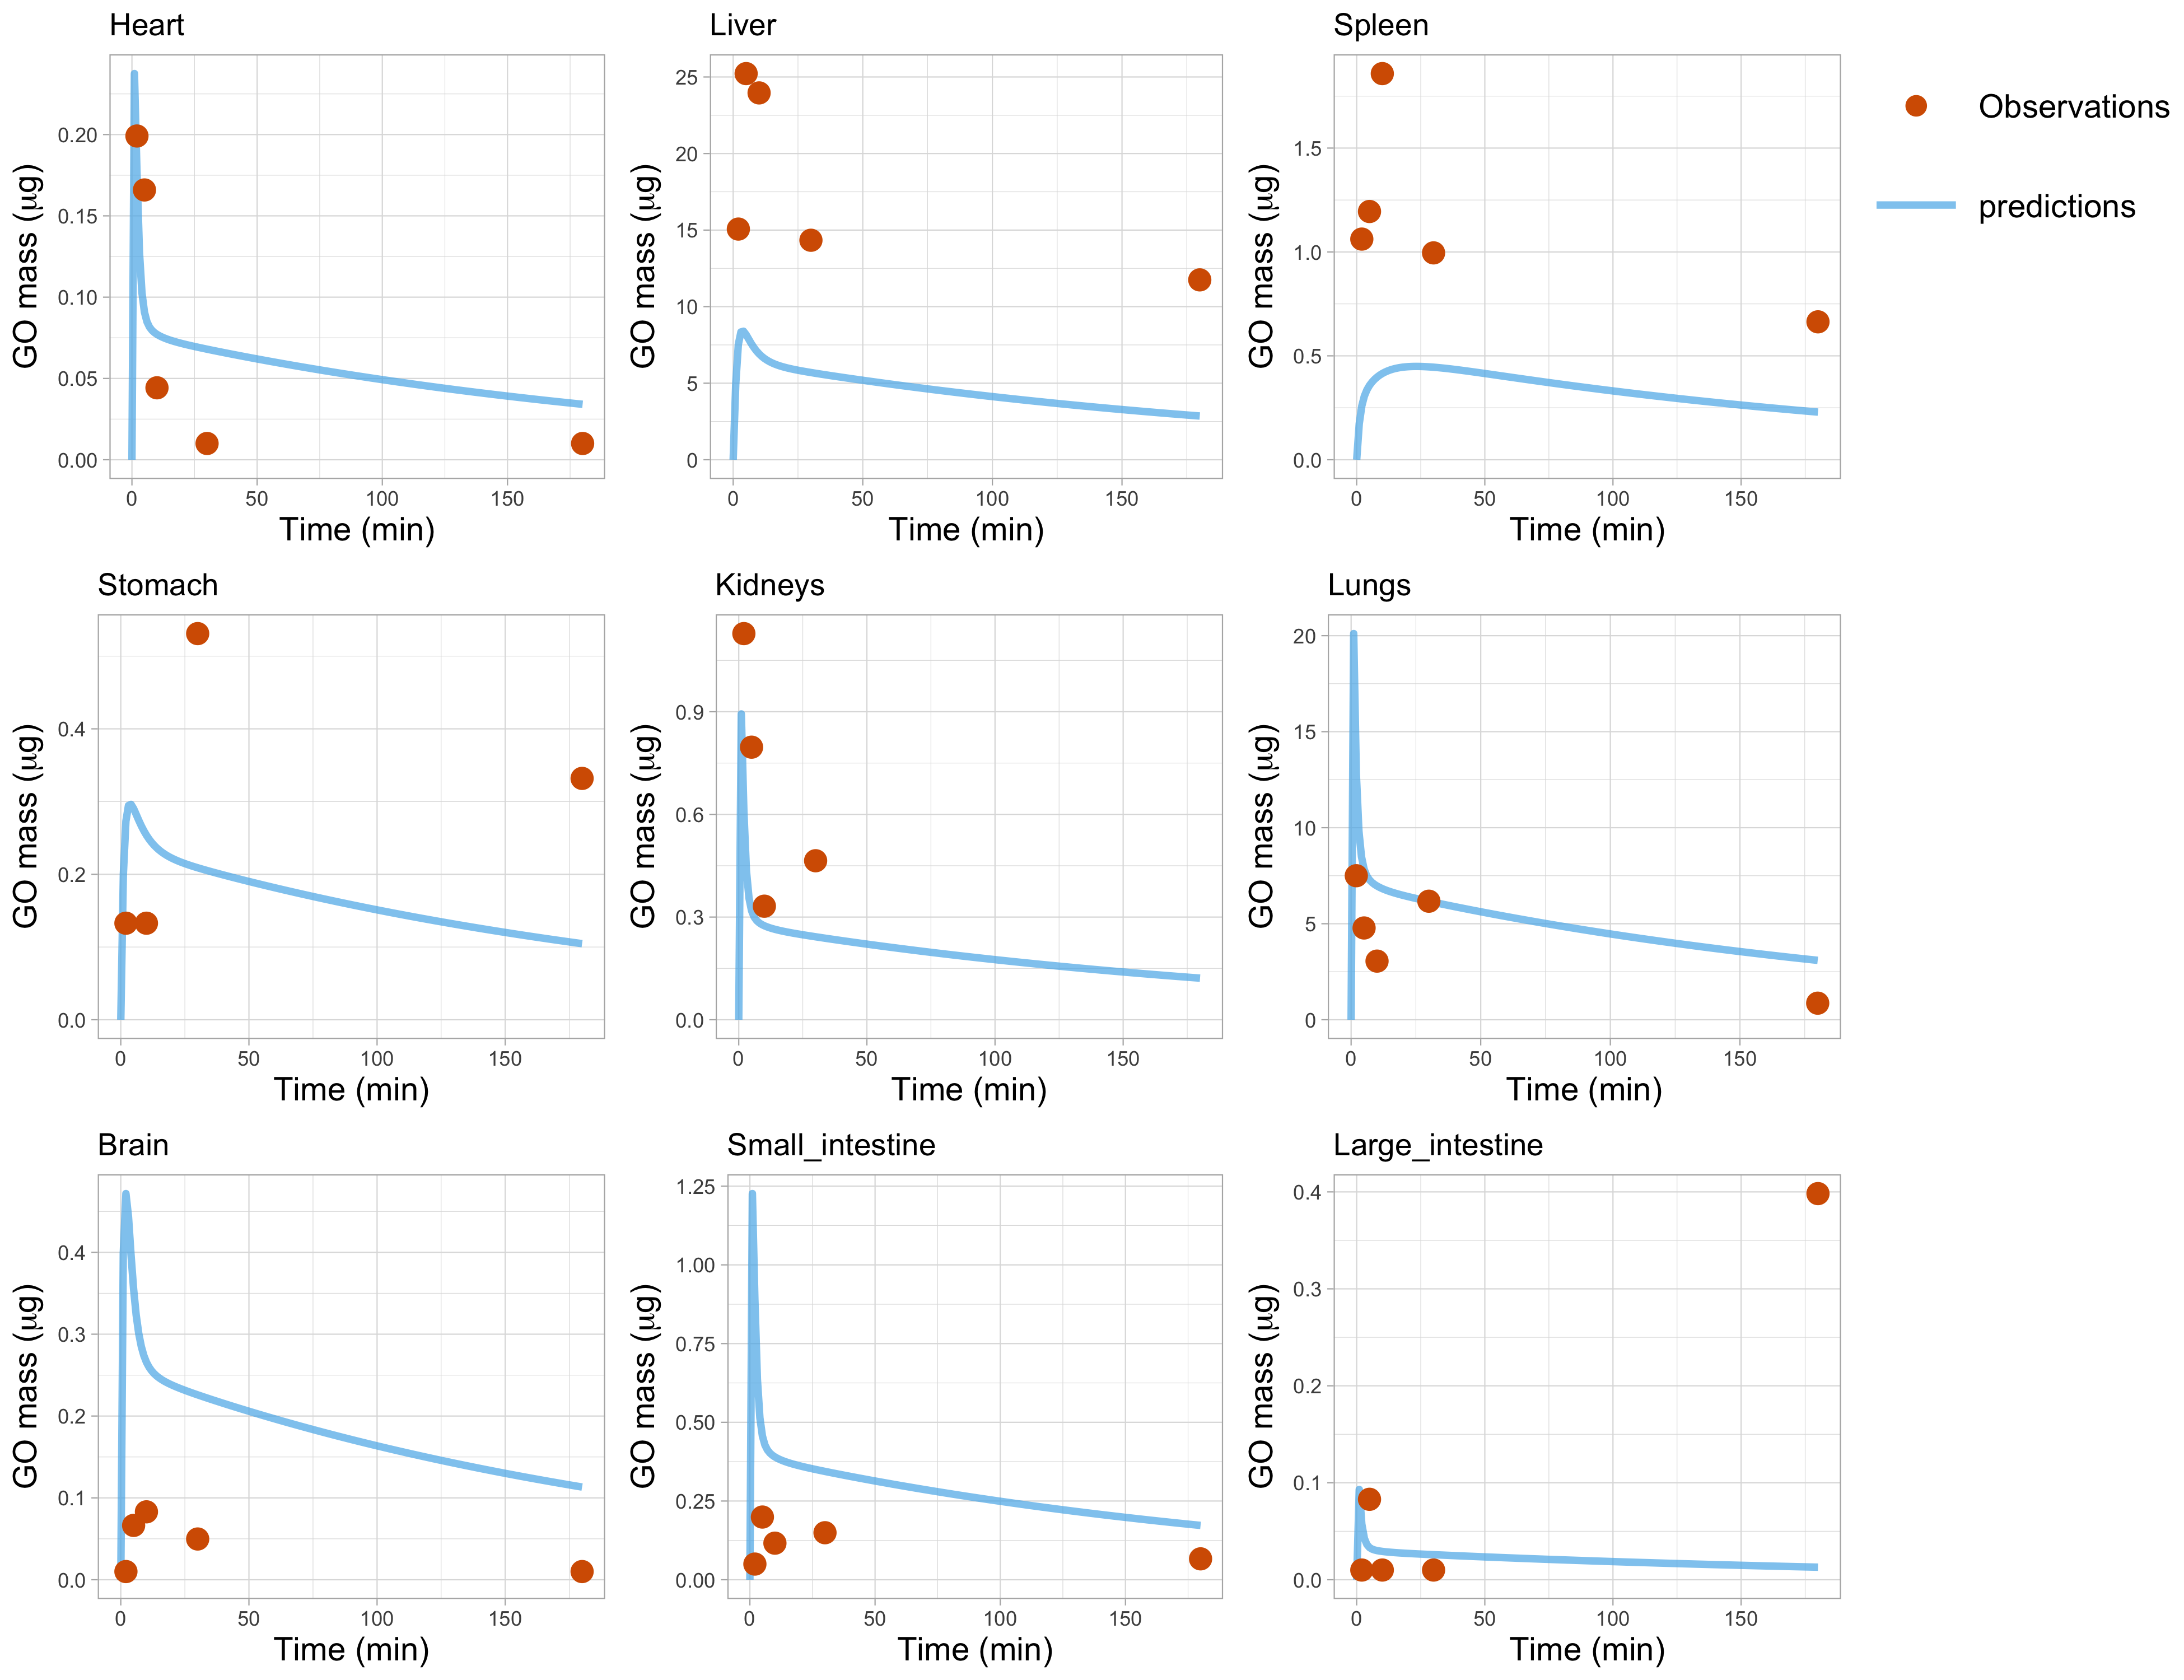 Heart
GO mass (μg)
0.20
0.15
0.10
0.05
0.00
0 50 100 150
Time (min)
Liver
GO mass (μg)
25
20
15
10
5
0
0 50 100 150
Time (min)
Spleen
GO mass (μg)
1.5
1.0
0.5
0.0
0 50 100 150
Time (min)
Observations
predictions
Stomach
GO mass (μg)
0.4
0.2
0.0
0 50 100 150
Time (min)
Kidneys
GO mass (μg)
0.9
0.6
0.3
0.0
0 50 100 150
Time (min)
Lungs
GO mass (μg)
20
15
10
5
0
0 50 100 150
Time (min)
Brain
GO mass (μg)
0.4
0.3
0.2
0.1
0.0
0 50 100 150
Time (min)
Small_intestine
GO mass (μg)
1.25
1.00
0.75
0.50
0.25
0.00
0 50 100 150
Time (min)
Large_intestine
GO mass (μg)
0.4
0.3
0.2
0.1
0.0
0 50 100 150
Time (min)